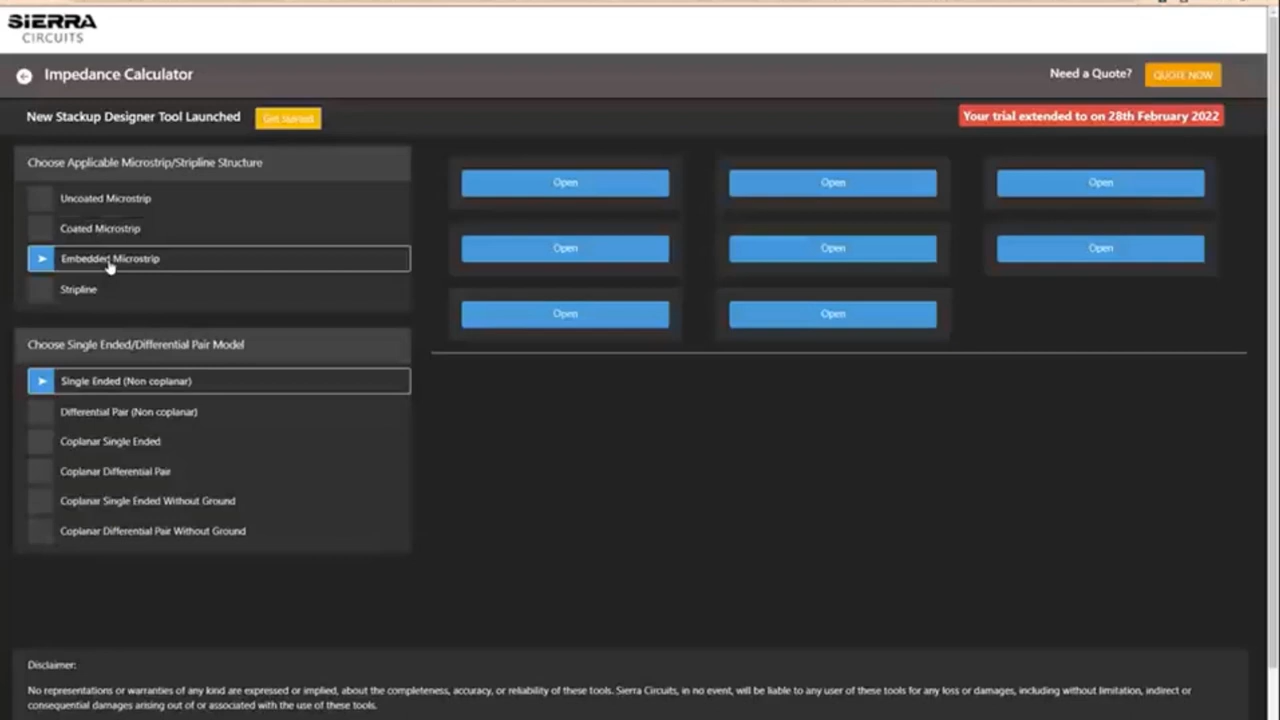 SIERRA
CIRCUITS
Impedance Calculator
Need a Quote?
QUOTE NOW
New Stackup Designer Tool Launched
Get Started
Your trial extended to on 28th February 2022
Choose Applicable Microstrip/Stripline Structure
Uncoated Microstrip
Coated Microstrip
Embedded Microstrip
Stripline
Open
Open
Open
Open
Open
Open
Open
Open
Choose Single Ended/Differential Pair Model
Single Ended (Non coplanar)
Differential Pair (Non coplanar)
Coplanar Single Ended
Coplanar Differential Pair
Coplanar Single Ended Without Ground
Coplanar Differential Pair Without Ground
Disclaimer:
No representations or warranties of any kind are expressed or implied, about the completeness, accuracy, or reliability of these tools. Sierra Circuits, in no event, will be liable to any user of these tools for any loss or damages, including without limitation, indirect or
consequential damages arising out of or associated with the use of these tools.